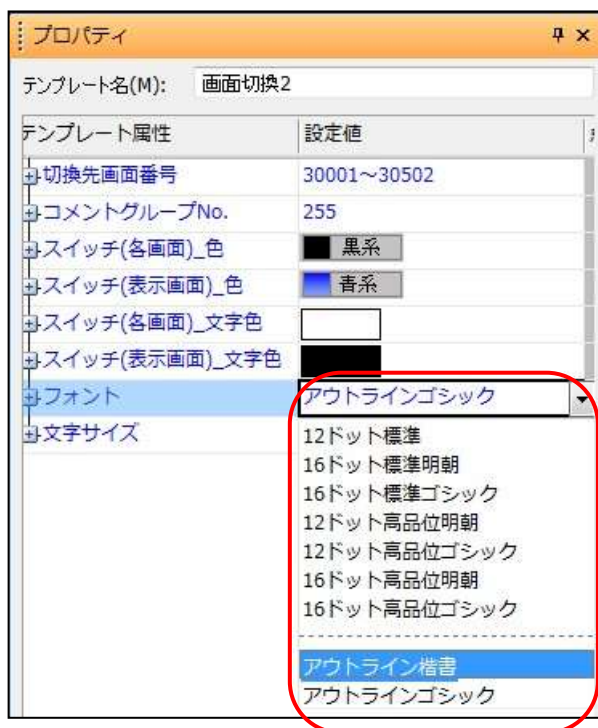 プロパティ
テンプレート名(M): 画面切換2
テンプレート属性 設定値
切換先画面番号 30001～30502
コメントグループNo. 255
スイッチ(各画面)_色 黒系
スイッチ(表示画面)_色 青系
スイッチ(各画面)_文字色
スイッチ(表示画面)_文字色
フォント アウトラインゴシック
文字サイズ
12ドット標準
16ドット標準明朝
16ドット標準ゴシック
12ドット高品位明朝
12ドット高品位ゴシック
16ドット高品位明朝
16ドット高品位ゴシック
アウトライン楷書
アウトラインゴシック